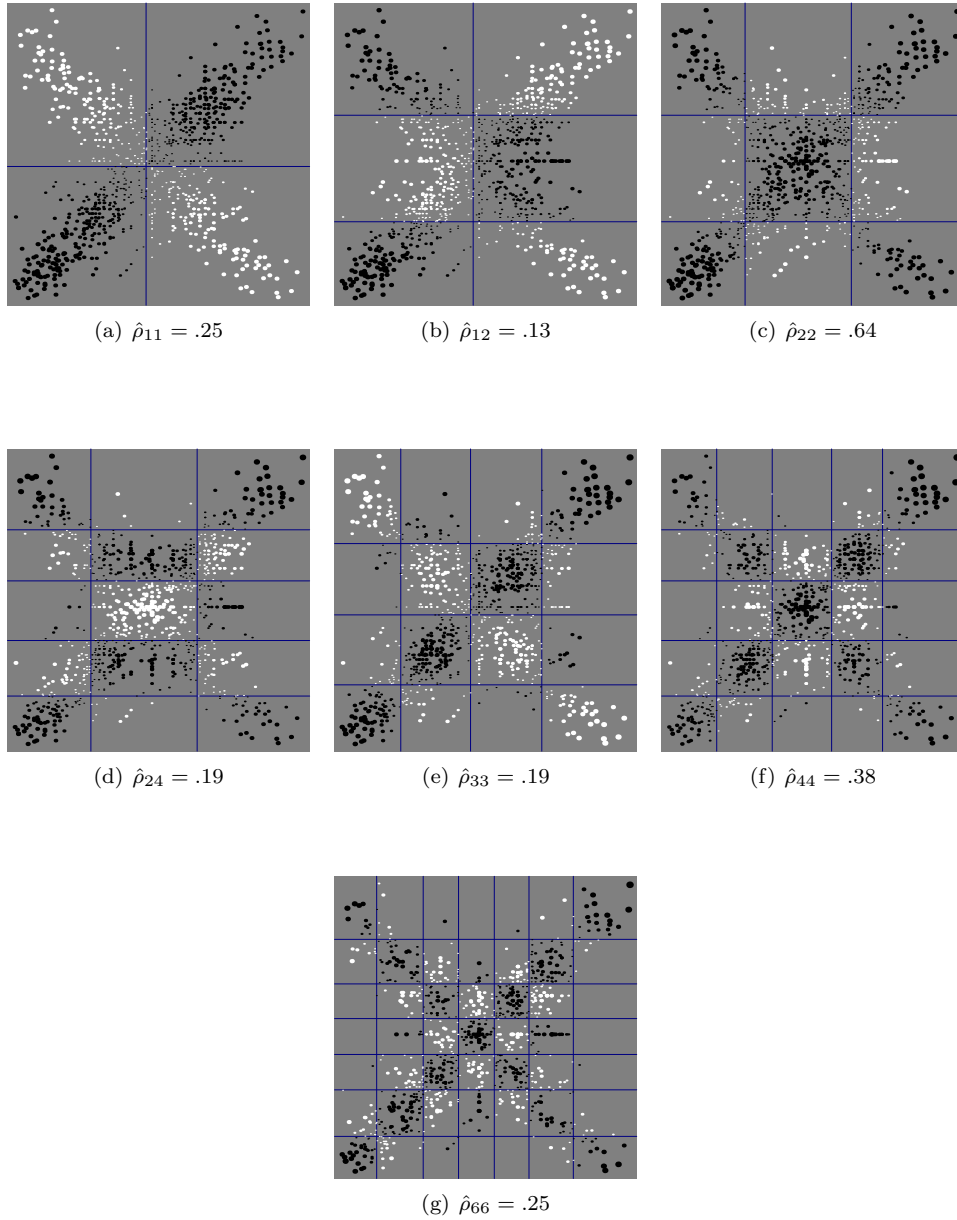 (a) ρ̂₁₁ = .25
(b) ρ̂₁₂ = .13
(c) ρ̂₂₂ = .64
(d) ρ̂₂₄ = .19
(e) ρ̂₃₃ = .19
(f) ρ̂₄₄ = .38
(g) ρ̂₆₆ = .25